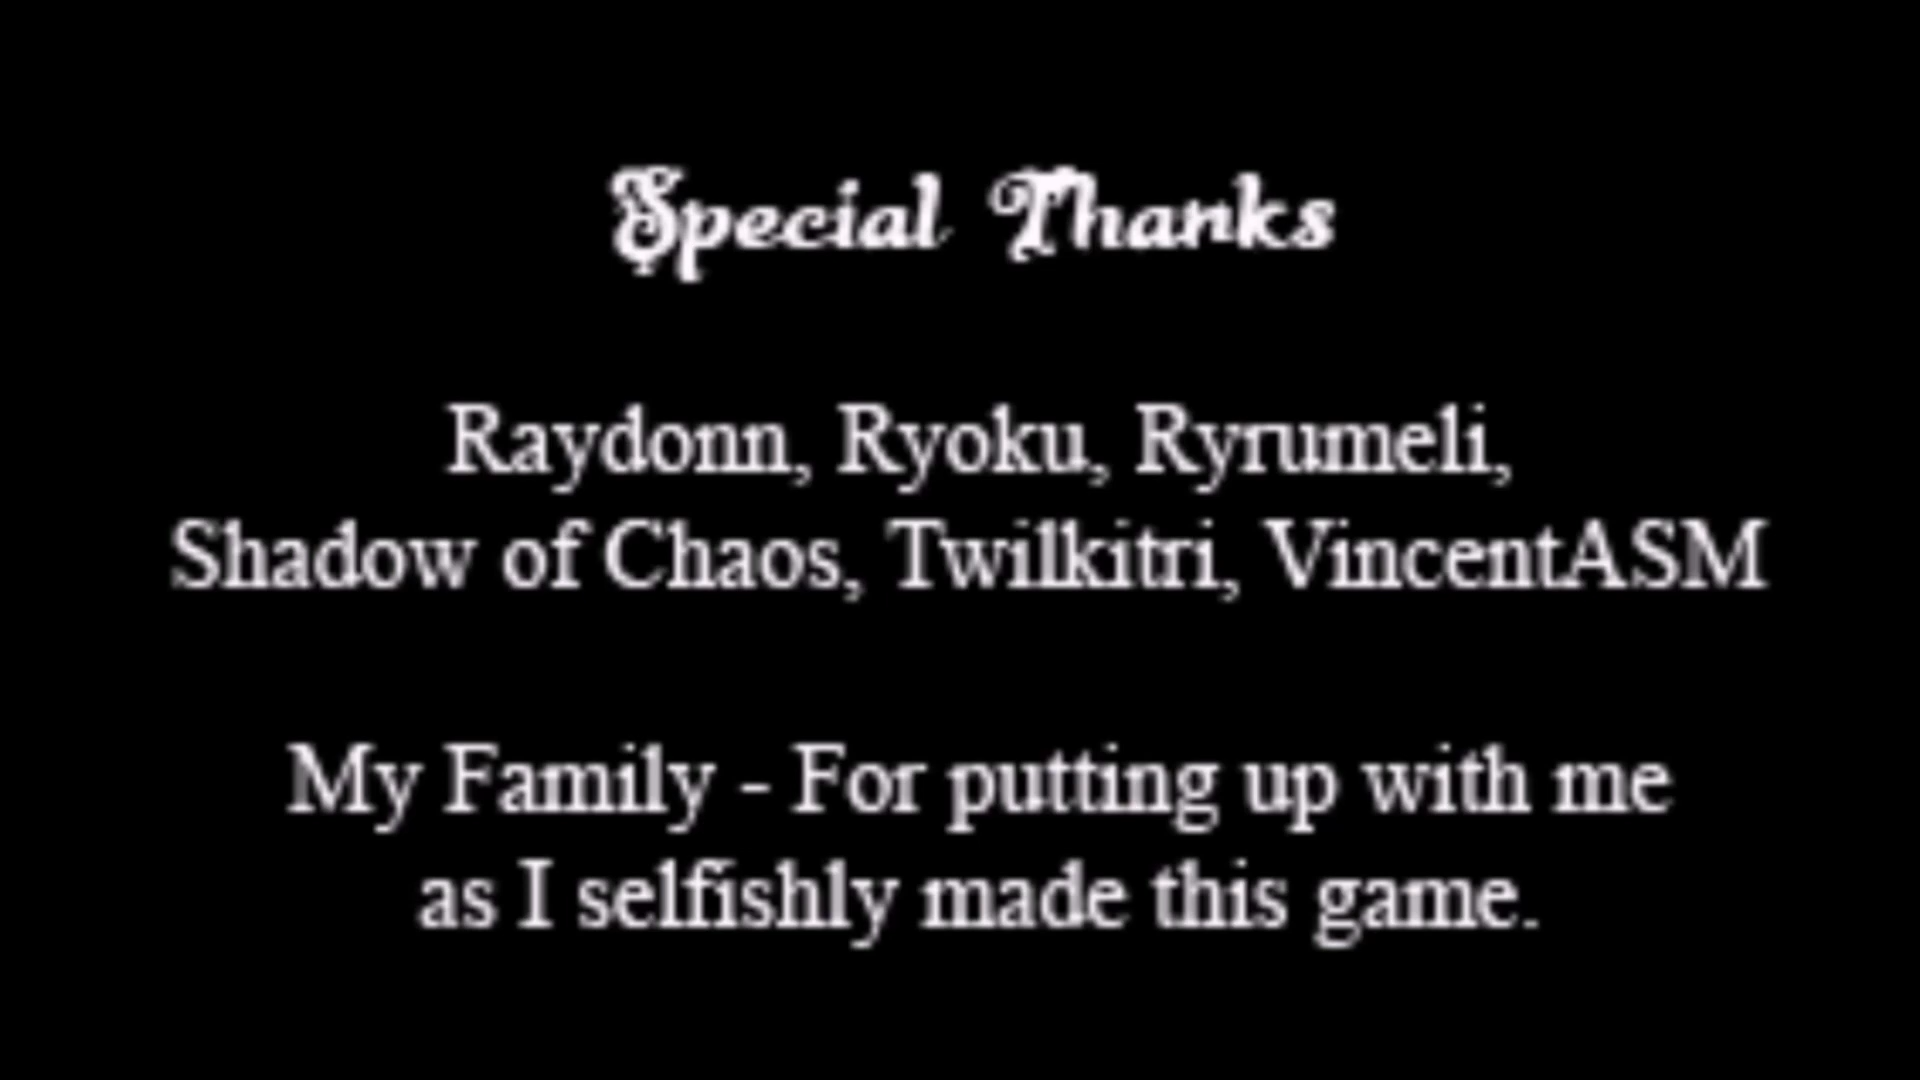 Special Thanks
Raydonn, Ryoku, Ryrumeli,
Shadow of Chaos, Twilkitri, VincentASM
My Family - For putting up with me
as I selfishly made this game.